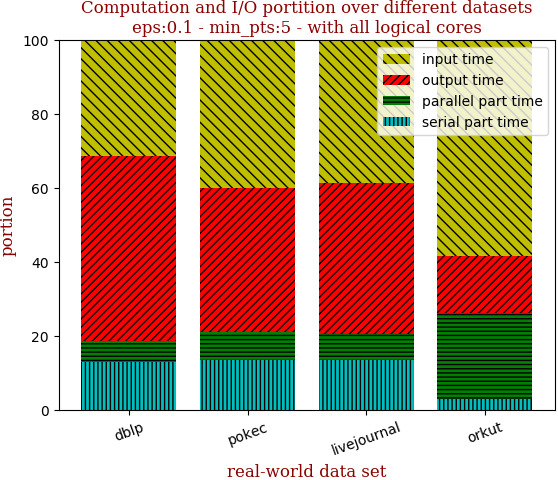 Computation and I/O portition over different datasets
eps:0.1 - min_pts:5 - with all logical cores
100
80
60
40
20
0
portion
input time
output time
parallel part time
serial part time
dblp
pokec
livejournal
orkut
real-world data set